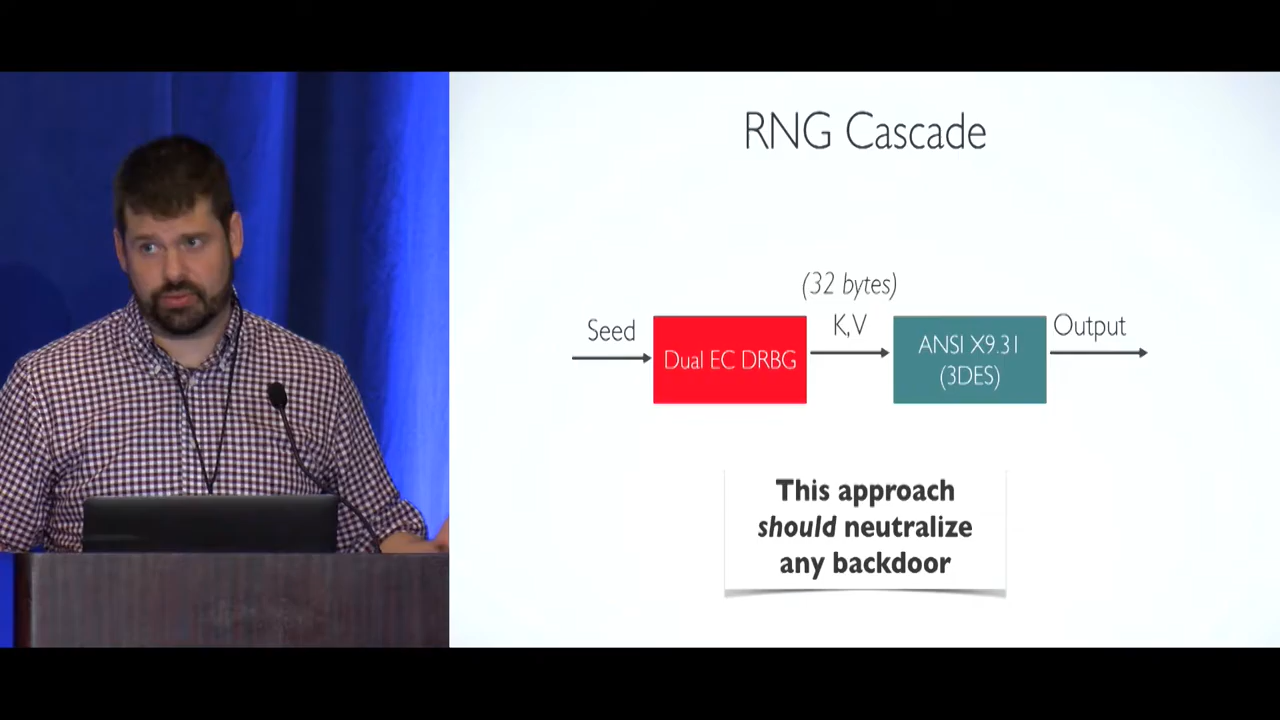 RNG Cascade
(32 bytes)
Seed
K,V
Output
Dual EC DRBG
ANSI X9.31
(3DES)
This approach
should neutralize
any backdoor